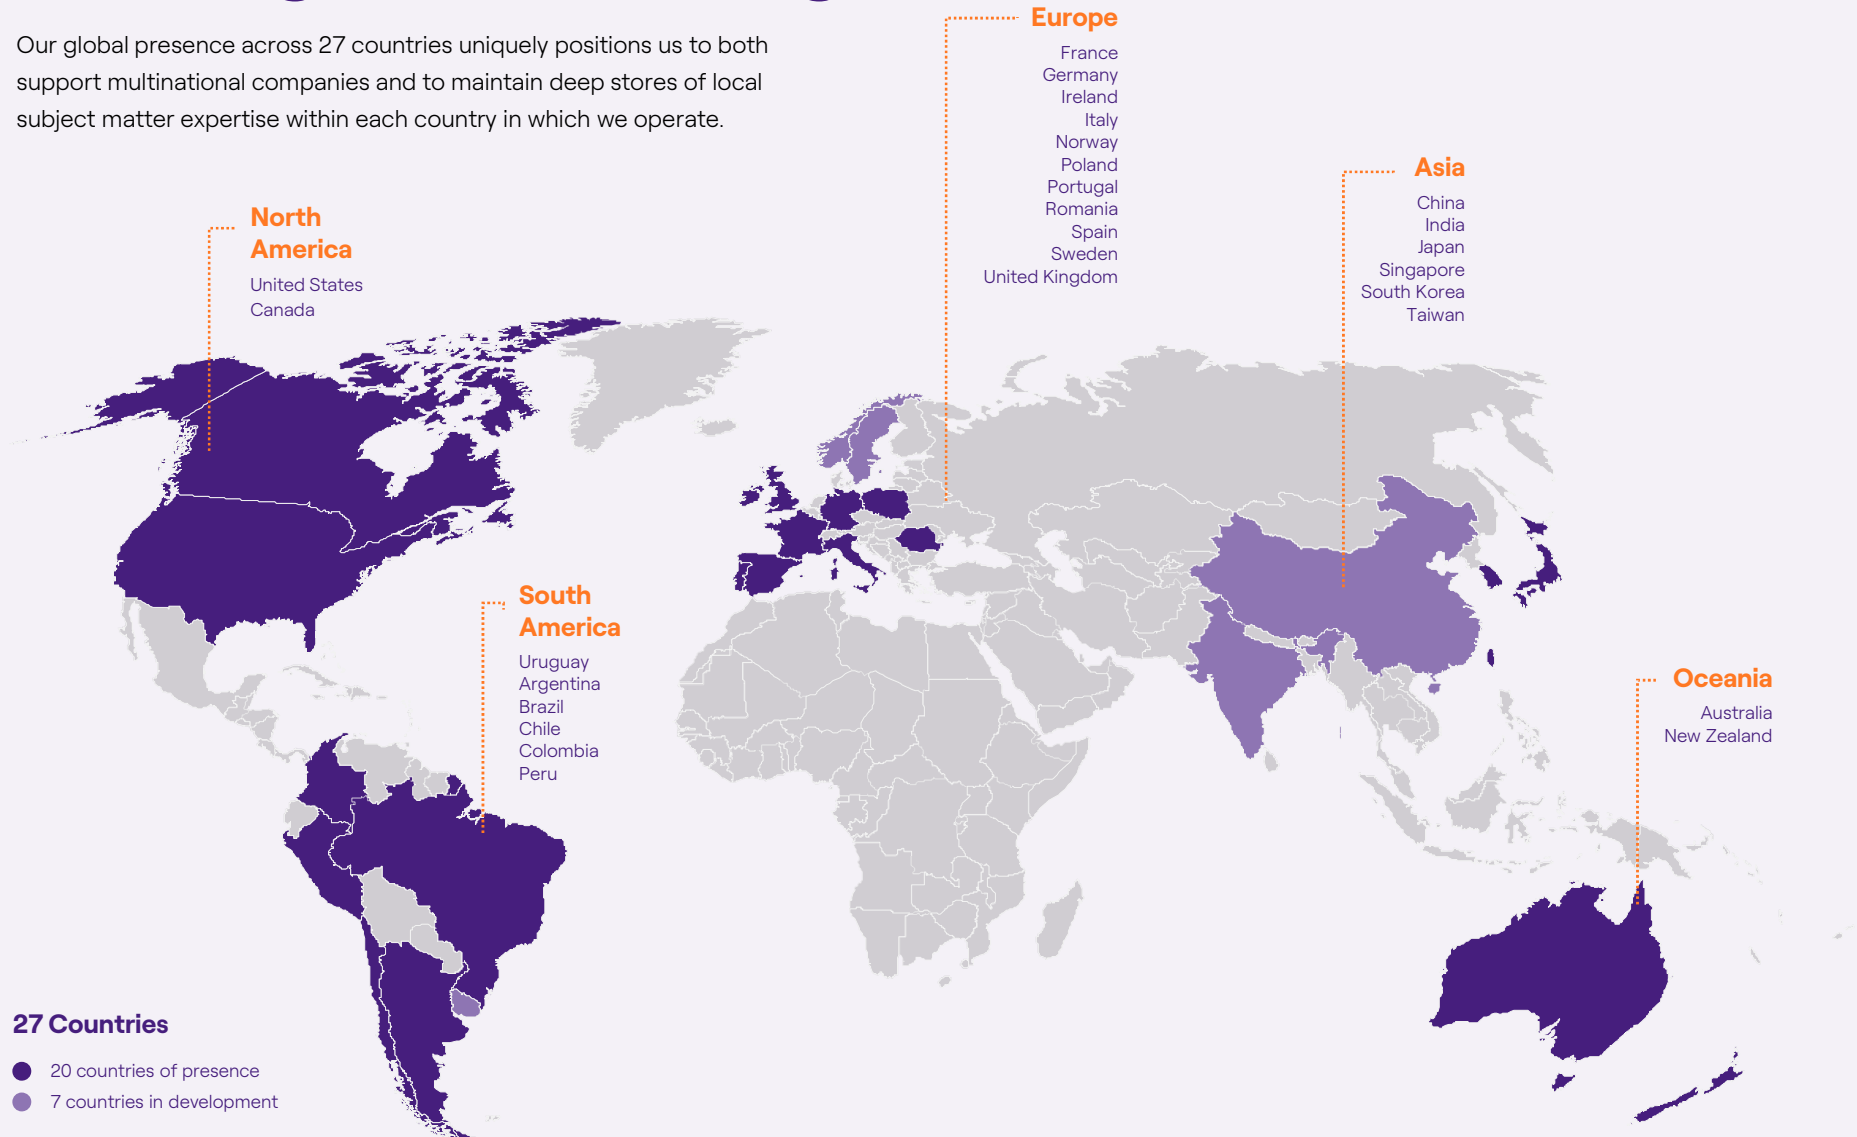 Our global presence across 27 countries uniquely positions us to both
support multinational companies and to maintain deep stores of local
subject matter expertise within each country in which we operate.
Europe
France
Germany
Ireland
Italy
Norway
Poland
Portugal
Romania
Spain
Sweden
United Kingdom
Asia
China
India
Japan
Singapore
South Korea
Taiwan
North
America
United States
Canada
South
America
Uruguay
Argentina
Brazil
Chile
Colombia
Peru
Oceania
Australia
New Zealand
27 Countries
20 countries of presence
7 countries in development